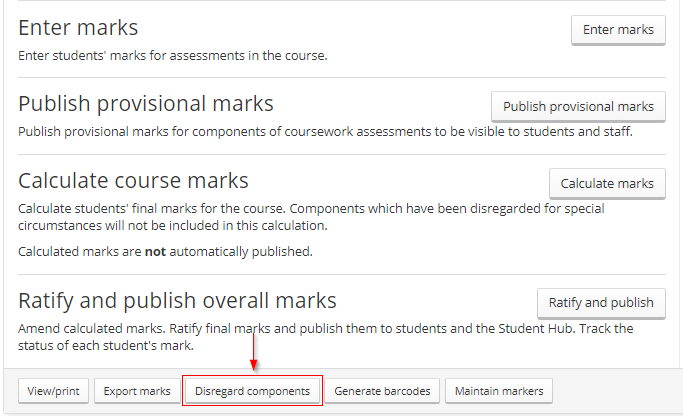 Enter marks
Enter marks
Enter students' marks for assessments in the course.
Publish provisional marks
Publish provisional marks
Publish provisional marks for components of coursework assessments to be visible to students and staff.
Calculate course marks
Calculate marks
Calculate students' final marks for the course. Components which have been disregarded for special
circumstances will not be included in this calculation.
Calculated marks are not automatically published.
Ratify and publish overall marks
Ratify and publish
Amend calculated marks. Ratify final marks and publish them to students and the Student Hub. Track the
status of each student's mark.
View/print Export marks Disregard components Generate barcodes Maintain markers